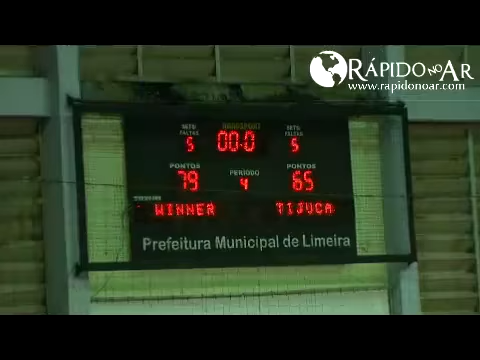 RÁPIDO NO AR
www.rapidonoar.com
FALTAS 00:0 FALTAS
5 5
PONTOS PERÍODO PONTOS
79 4 65
WINNER TIJUCA
Prefeitura Municipal de Limeira